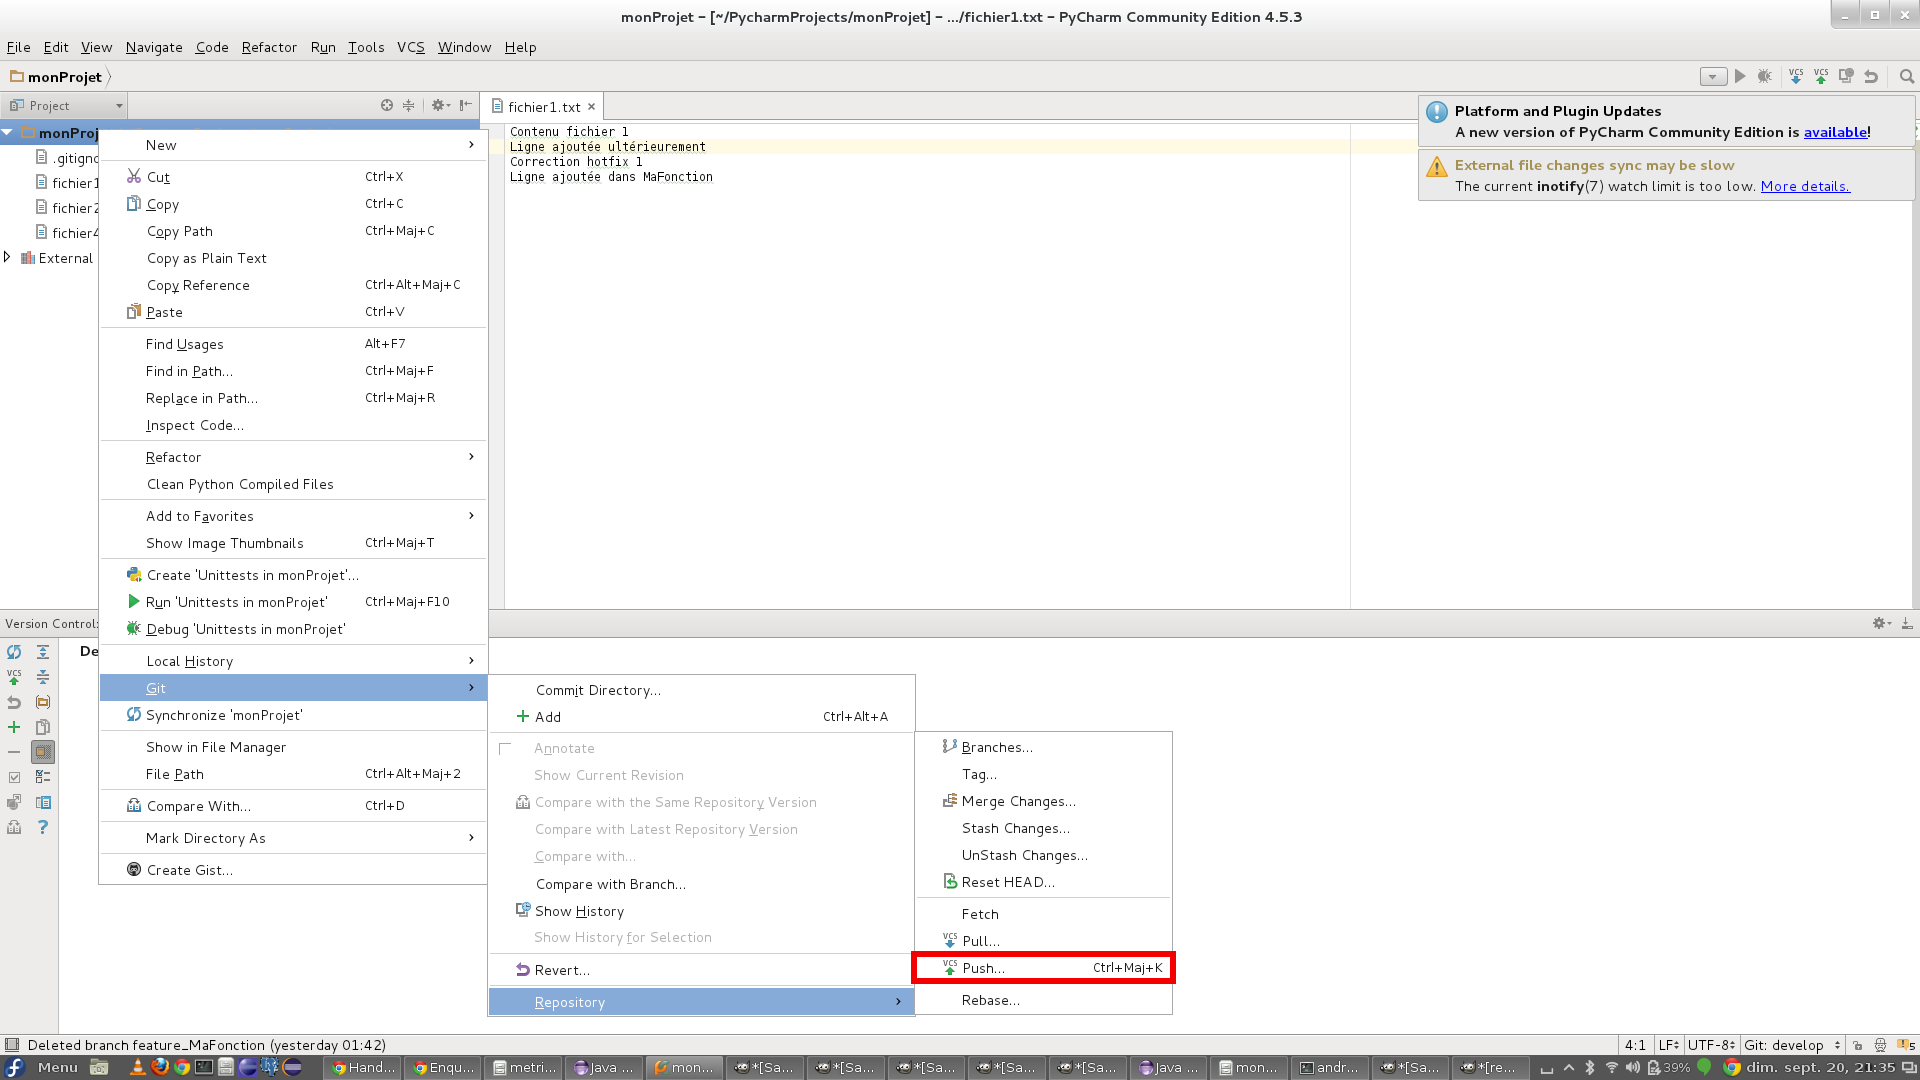 monProjet - [~/PycharmProjects/monProjet] - .../fichier1.txt - PyCharm Community Edition 4.5.3
File Edit View Navigate Code Refactor Run Tools VCS Window Help
monProjet
Project
fichier1.txt
monProj
.gitigno
fichier1
fichier2
fichier4
External
Contenu fichier 1
Ligne ajoutée ultérieurement
Correction hotfix 1
Ligne ajoutée dans MaFonction
Platform and Plugin Updates
A new version of PyCharm Community Edition is available!
External file changes sync may be slow
The current inotify(7) watch limit is too low. More details.
New
Cut Ctrl+X
Copy Ctrl+C
Copy Path Ctrl+Maj+C
Copy as Plain Text
Copy Reference Ctrl+Alt+Maj+C
Paste Ctrl+V
Find Usages Alt+F7
Find in Path... Ctrl+Maj+F
Replace in Path... Ctrl+Maj+R
Inspect Code...
Refactor
Clean Python Compiled Files
Add to Favorites
Show Image Thumbnails Ctrl+Maj+T
Create 'Unittests in monProjet'...
Run 'Unittests in monProjet' Ctrl+Maj+F10
Debug 'Unittests in monProjet'
Local History
Git
Synchronize 'monProjet'
Show in File Manager
File Path Ctrl+Alt+Maj+2
Compare With... Ctrl+D
Mark Directory As
Create Gist...
Version Control:
De
Commit Directory...
Add Ctrl+Alt+A
Annotate
Show Current Revision
Compare with the Same Repository Version
Compare with Latest Repository Version
Compare with...
Compare with Branch...
Show History
Show History for Selection
Revert...
Repository
Branches...
Tag...
Merge Changes...
Stash Changes...
UnStash Changes...
Reset HEAD...
Fetch
VCS Pull...
VCS Push... Ctrl+Maj+K
Rebase...
Deleted branch feature_MaFonction (yesterday 01:42)
4:1 LF UTF-8 Git: develop 5
Menu Hand... Enqu... metri... Java ... mon... *[Sa... *[Sa... *[Sa... *[Sa... *[Sa... Java ... mon... andr... *[Sa... *[re... 39% dim. sept. 20, 21:35